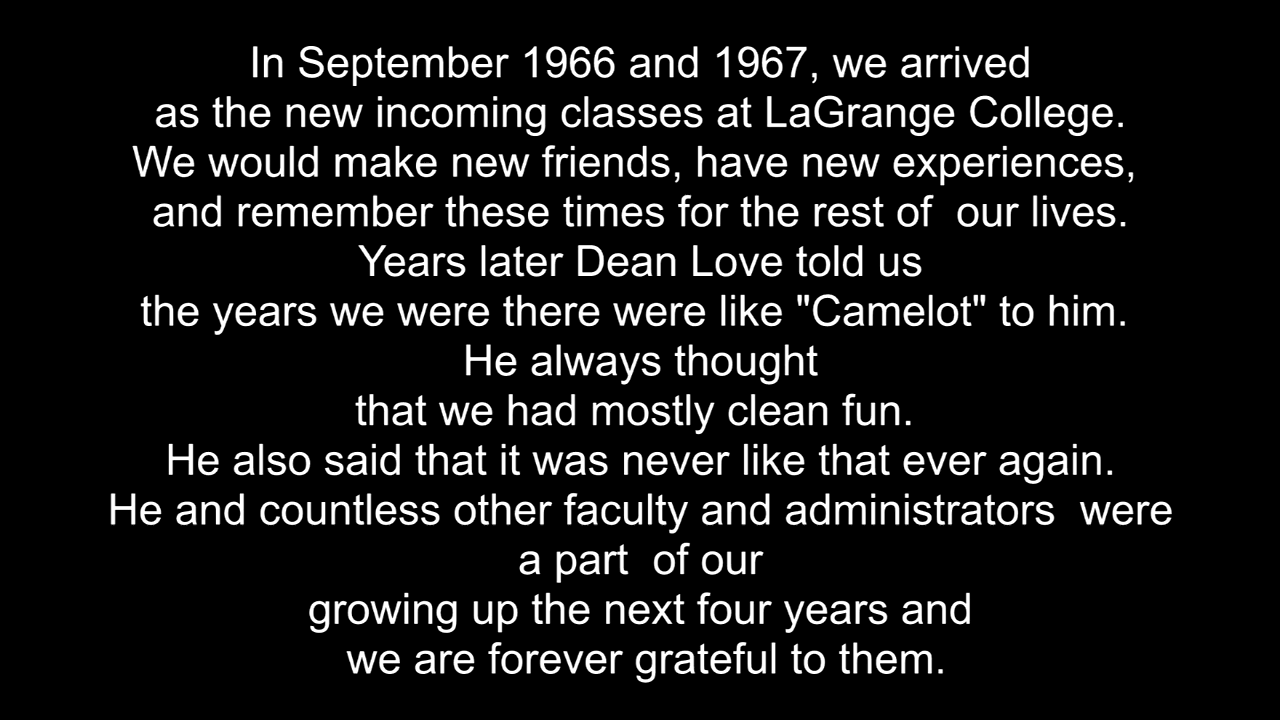 In September 1966 and 1967, we arrived
as the new incoming classes at LaGrange College.
We would make new friends, have new experiences,
and remember these times for the rest of  our lives.
Years later Dean Love told us
the years we were there were like "Camelot" to him.
He always thought
that we had mostly clean fun.
He also said that it was never like that ever again.
He and countless other faculty and administrators  were
a part  of our
growing up the next four years and
we are forever grateful to them.